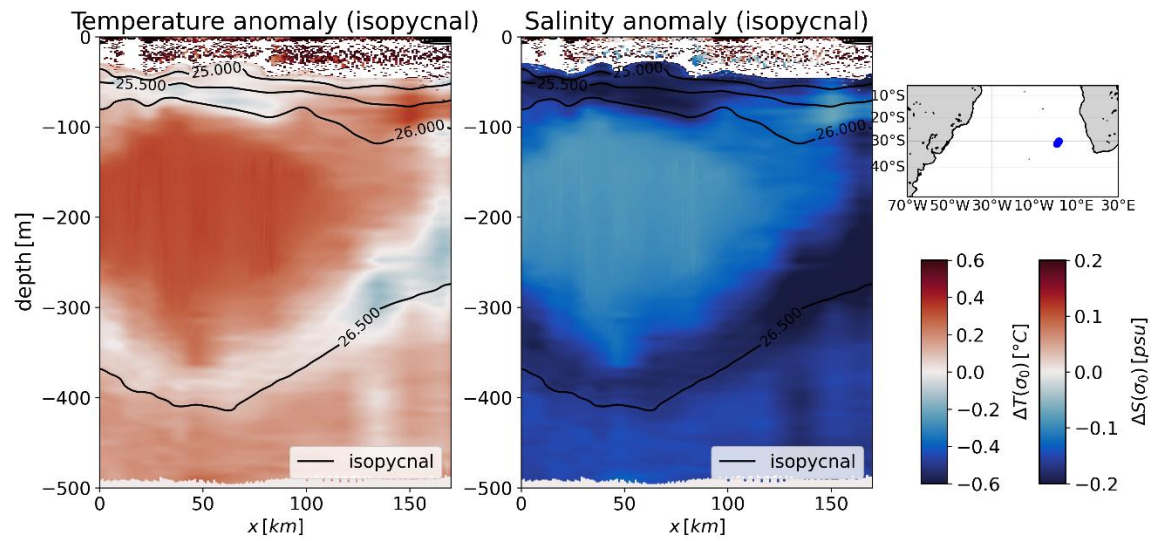 Temperature anomaly (isopycnal)
Salinity anomaly (isopycnal)
0
−100
−200
−300
−400
−500
depth [m]
25.000
25.500
26.000
26.500
isopycnal
0
50
100
150
x [km]
0
−100
−200
−300
−400
−500
25.000
25.500
26.000
26.500
isopycnal
0
50
100
150
x [km]
10°S
20°S
30°S
40°S
70°W 50°W 30°W 10°W 10°E 30°E
0.6
0.4
0.2
0.0
−0.2
−0.4
−0.6
ΔT(σ₀) [°C]
0.2
0.1
0.0
−0.1
−0.2
ΔS(σ₀) [psu]